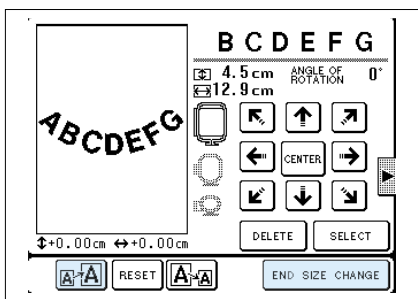 B C D E F G
4.5cm
ANGLE OF ROTATION 0°
12.9cm
ABCDEFG
CENTER
DELETE SELECT
+0.00cm +0.00cm
A A RESET A A END SIZE CHANGE